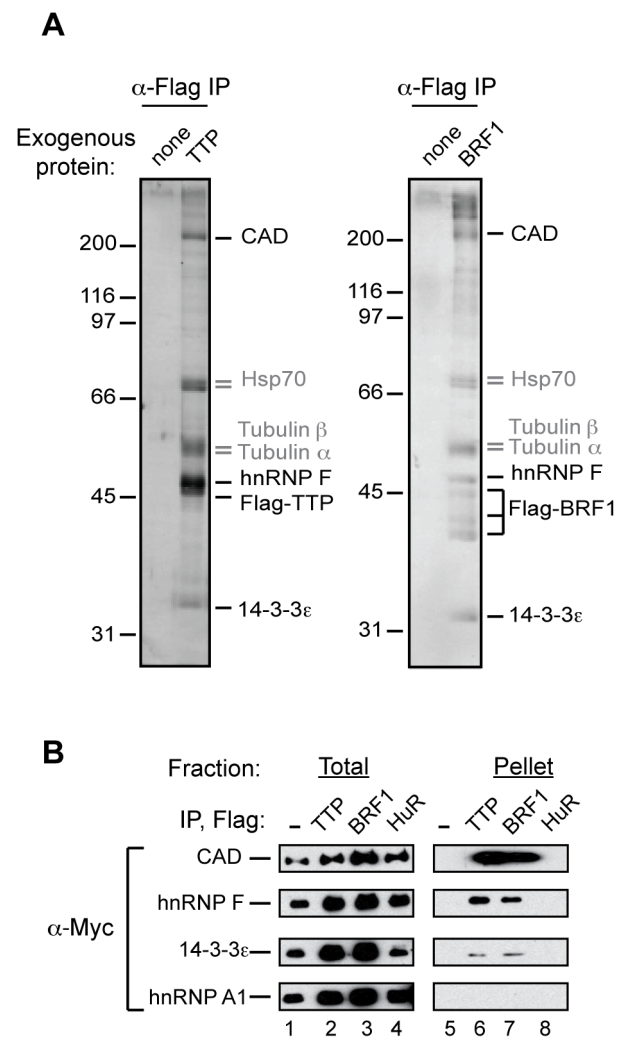 A
α-Flag IP
α-Flag IP
Exogenous protein:
none TTP
none BRF1
200
116
97
66
45
31
CAD
Hsp70
Tubulin β
Tubulin α
hnRNP F
Flag-TTP
14-3-3ε
200
116
97
66
45
31
CAD
Hsp70
Tubulin β
Tubulin α
hnRNP F
Flag-BRF1
14-3-3ε
B
Fraction: Total Pellet
IP, Flag: – TTP BRF1 HuR – TTP BRF1 HuR
α-Myc
CAD
hnRNP F
14-3-3ε
hnRNP A1
1 2 3 4 5 6 7 8